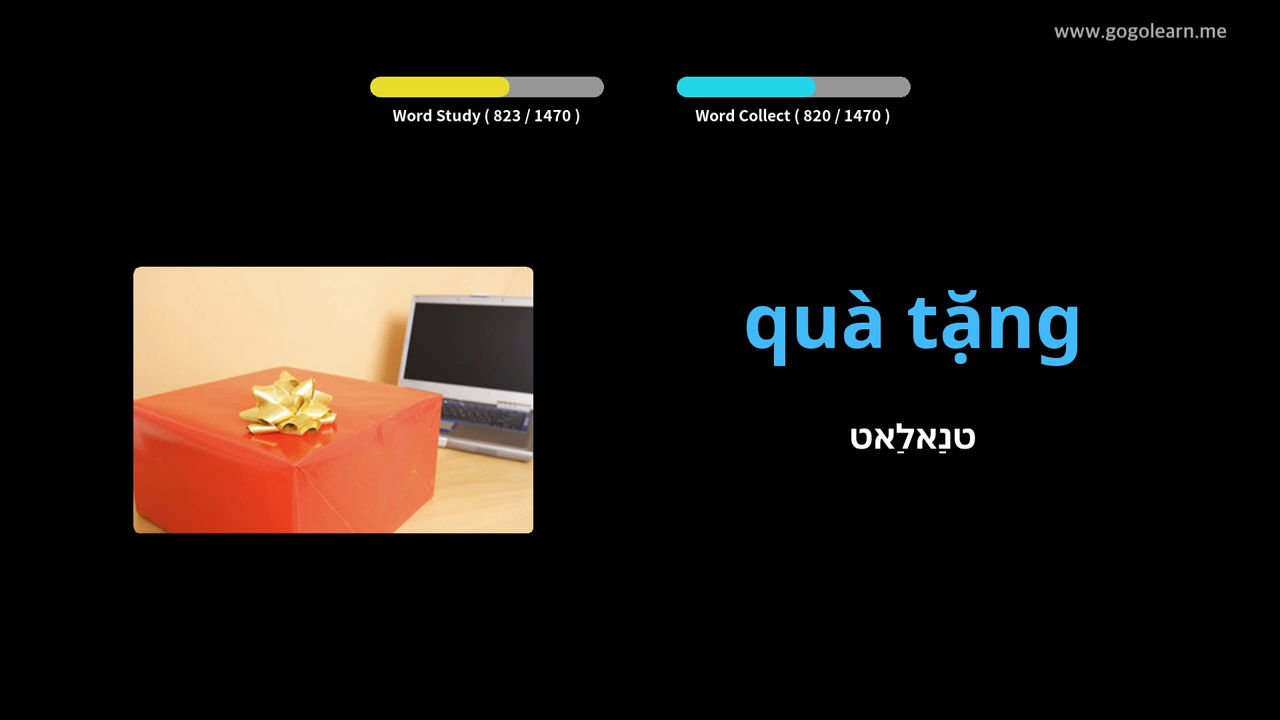 www.gogolearn.me
Word Study ( 823 / 1470 )
Word Collect ( 820 / 1470 )
quà tặng
טנַאלַאט